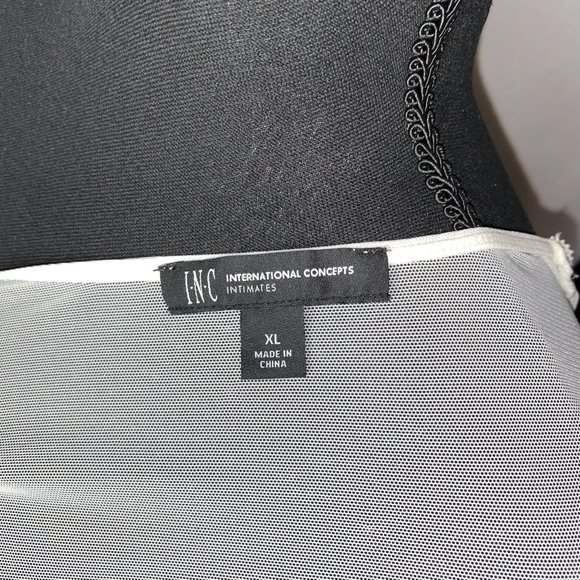 I·N·C INTERNATIONAL CONCEPTS
INTIMATES
XL
MADE IN
CHINA